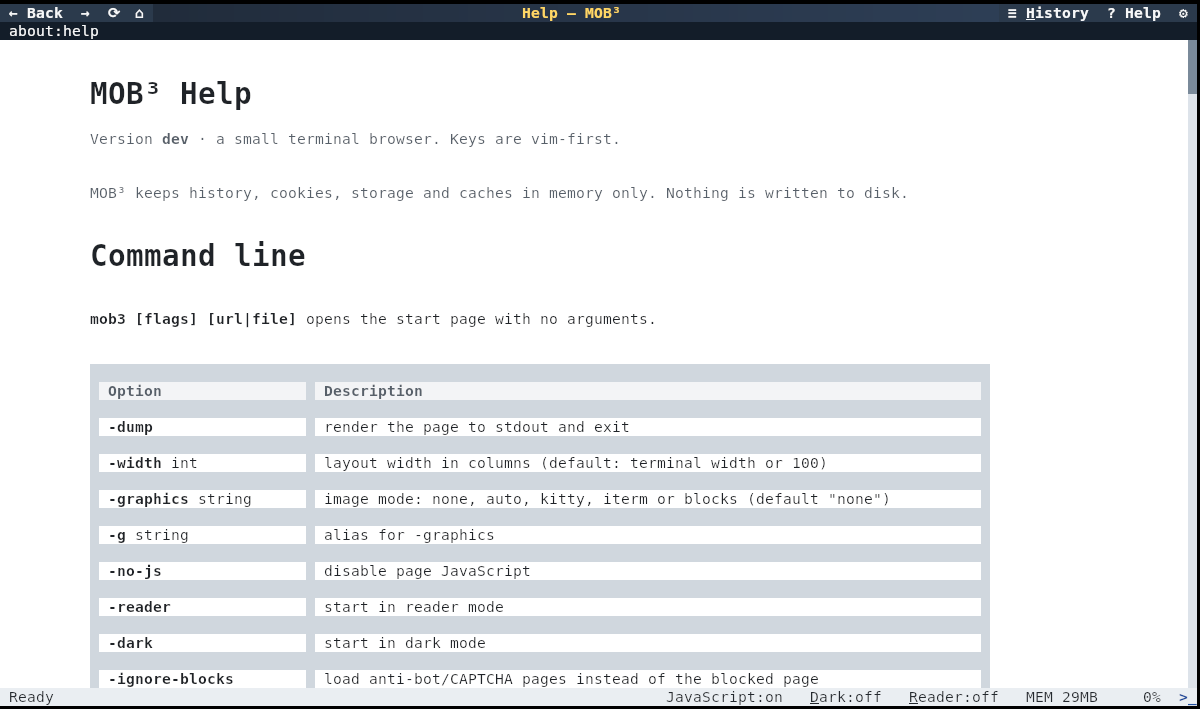 ← Back → ⟳ ⌂ Help — MOB³ ≡ History ? Help ⚙
about:help
MOB³ Help
Version dev · a small terminal browser. Keys are vim-first.
MOB³ keeps history, cookies, storage and caches in memory only. Nothing is written to disk.
Command line
mob3 [flags] [url|file] opens the start page with no arguments.
Option Description
-dump render the page to stdout and exit
-width int layout width in columns (default: terminal width or 100)
-graphics string image mode: none, auto, kitty, iterm or blocks (default "none")
-g string alias for -graphics
-no-js disable page JavaScript
-reader start in reader mode
-dark start in dark mode
-ignore-blocks load anti-bot/CAPTCHA pages instead of the blocked page
Ready JavaScript:on Dark:off Reader:off MEM 29MB 0% >_